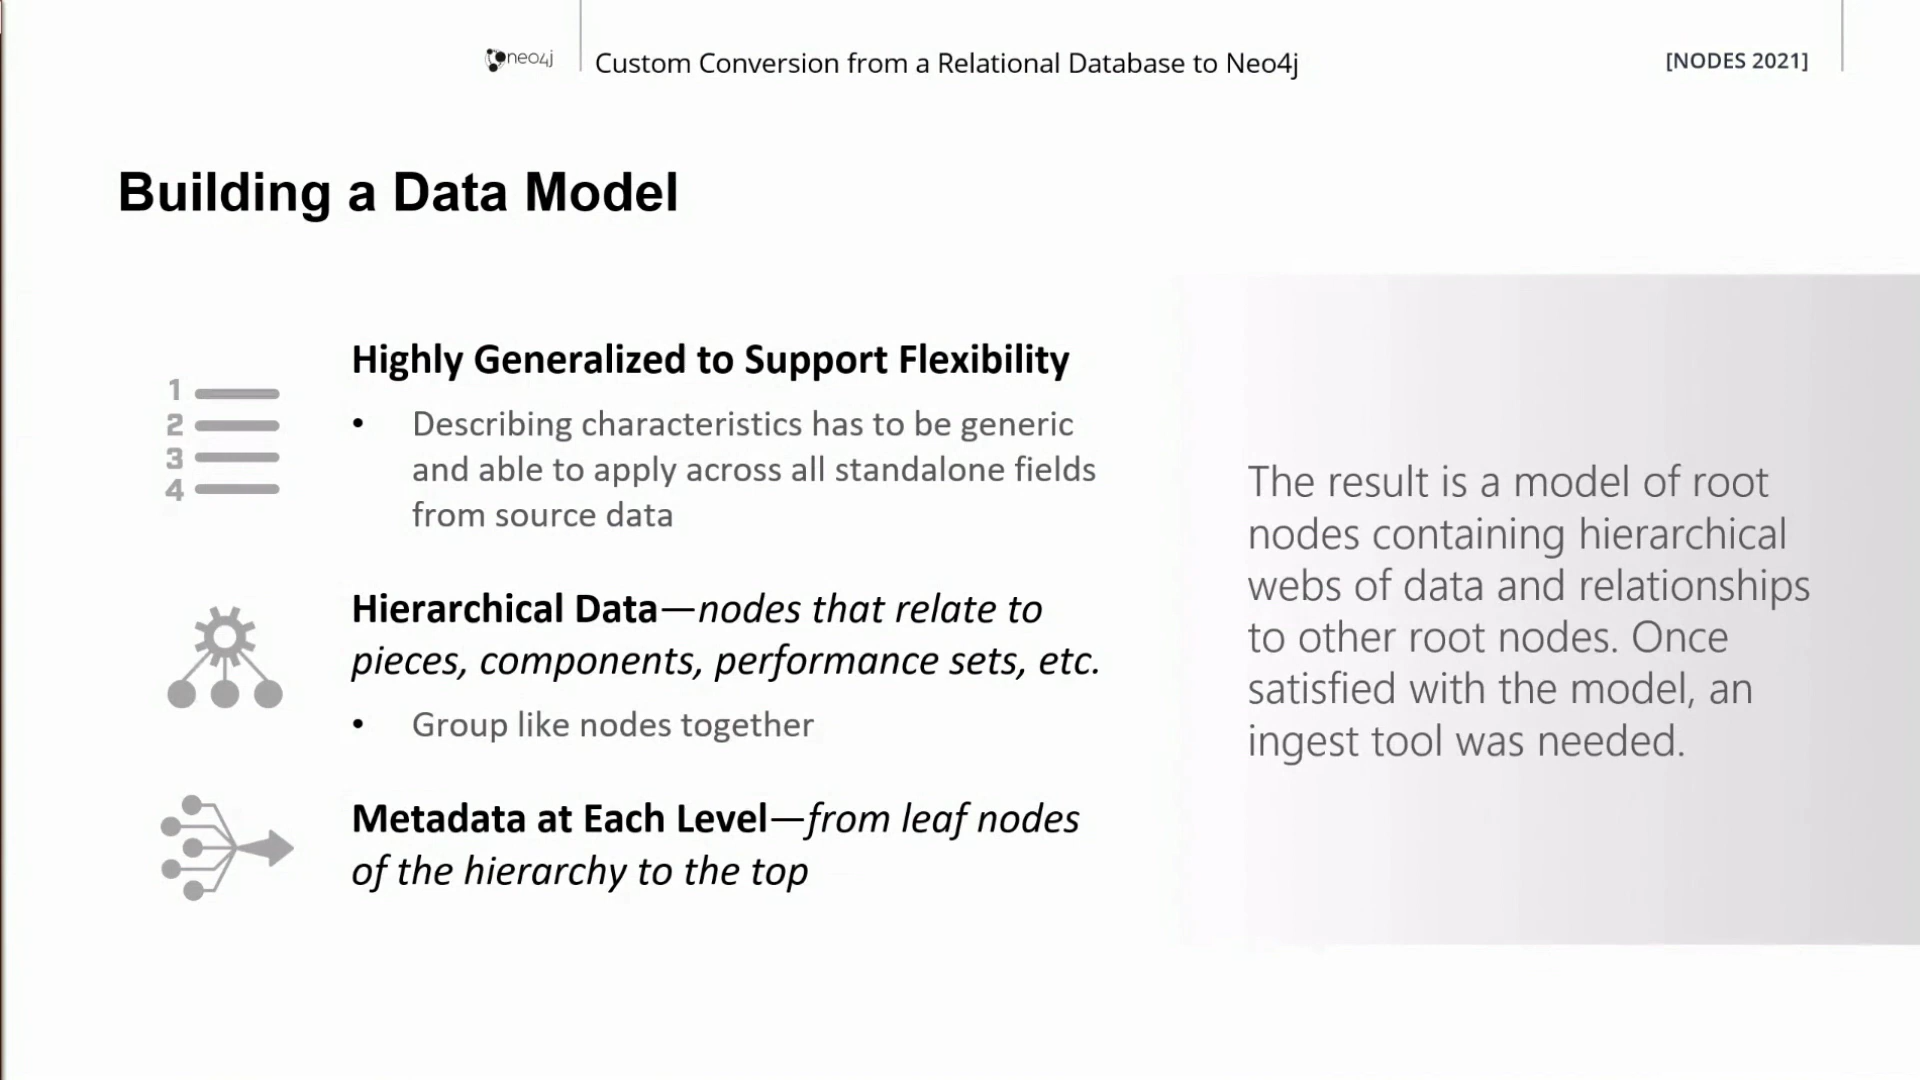 neo4j
Custom Conversion from a Relational Database to Neo4j
[NODES 2021]
Building a Data Model
1
2
3
4
Highly Generalized to Support Flexibility
• Describing characteristics has to be generic
and able to apply across all standalone fields
from source data
Hierarchical Data—nodes that relate to
pieces, components, performance sets, etc.
• Group like nodes together
Metadata at Each Level—from leaf nodes
of the hierarchy to the top
The result is a model of root
nodes containing hierarchical
webs of data and relationships
to other root nodes. Once
satisfied with the model, an
ingest tool was needed.